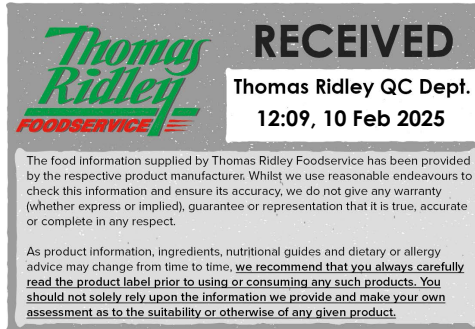 Thomas
Ridley
FOODSERVICE
RECEIVED
Thomas Ridley QC Dept.
12:09, 10 Feb 2025
The food information supplied by Thomas Ridley Foodservice has been provided
by the respective product manufacturer. Whilst we use reasonable endeavours to
check this information and ensure its accuracy, we do not give any warranty
(whether express or implied), guarantee or representation that it is true, accurate
or complete in any respect.
As product information, ingredients, nutritional guides and dietary or allergy
advice may change from time to time, we recommend that you always carefully
read the product label prior to using or consuming any such products. You
should not solely rely upon the information we provide and make your own
assessment as to the suitability or otherwise of any given product.